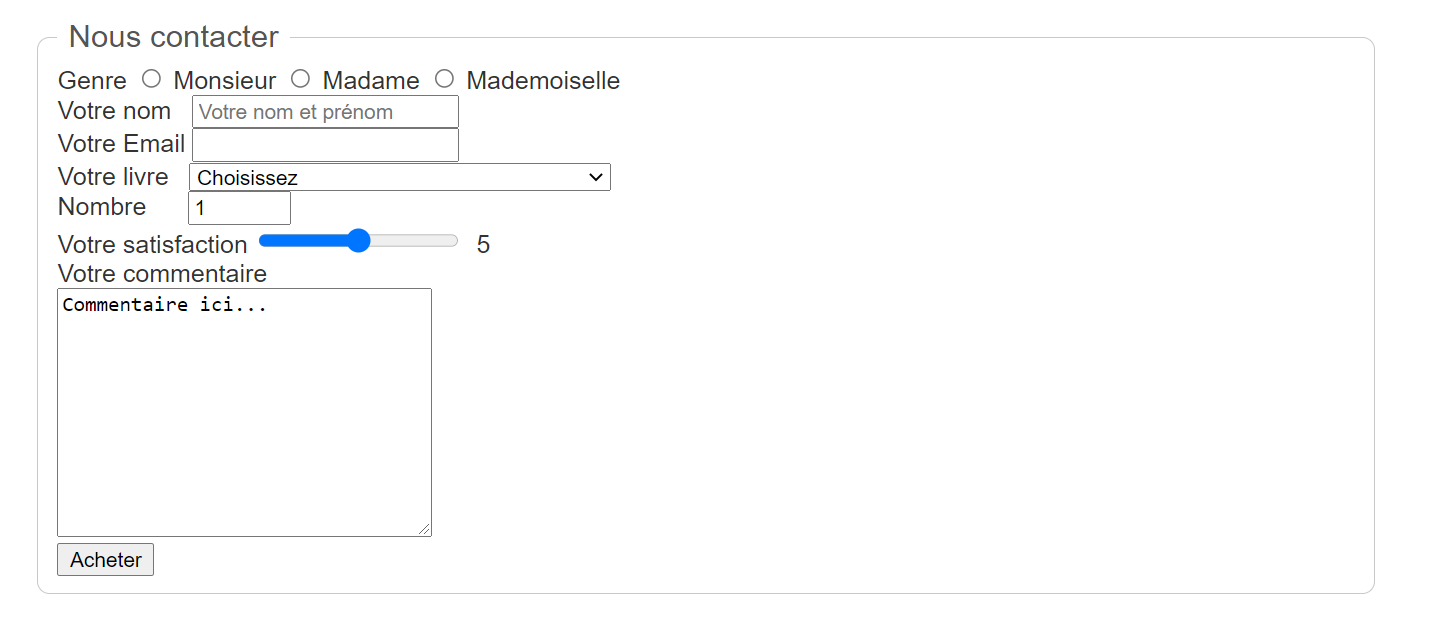 Nous contacter
Genre Monsieur Madame Mademoiselle
Votre nom Votre nom et prénom
Votre Email
Votre livre Choisissez
Nombre 1
Votre satisfaction 5
Votre commentaire
Commentaire ici...
Acheter